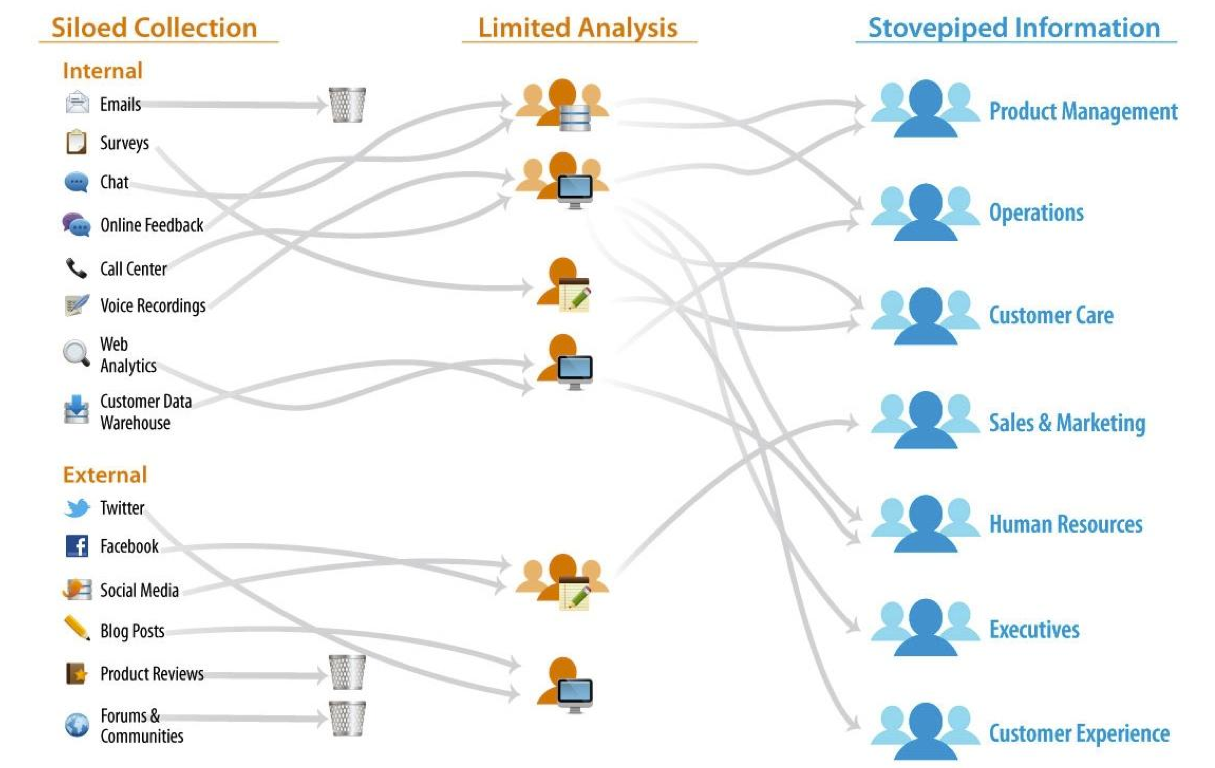 Siloed Collection
Limited Analysis
Stovepiped Information
Internal
Emails
Surveys
Chat
Online Feedback
Call Center
Voice Recordings
Web
Analytics
Customer Data
Warehouse
External
Twitter
Facebook
Social Media
Blog Posts
Product Reviews
Forums &
Communities
Product Management
Operations
Customer Care
Sales & Marketing
Human Resources
Executives
Customer Experience